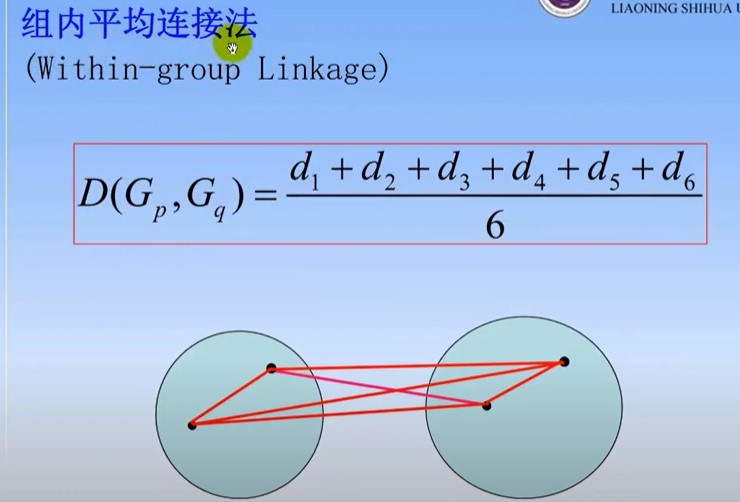 LIAONING SHIHUA U
组内平均连接法
(Within-group Linkage)
D(G_p, G_q) = (d_1 + d_2 + d_3 + d_4 + d_5 + d_6) / 6